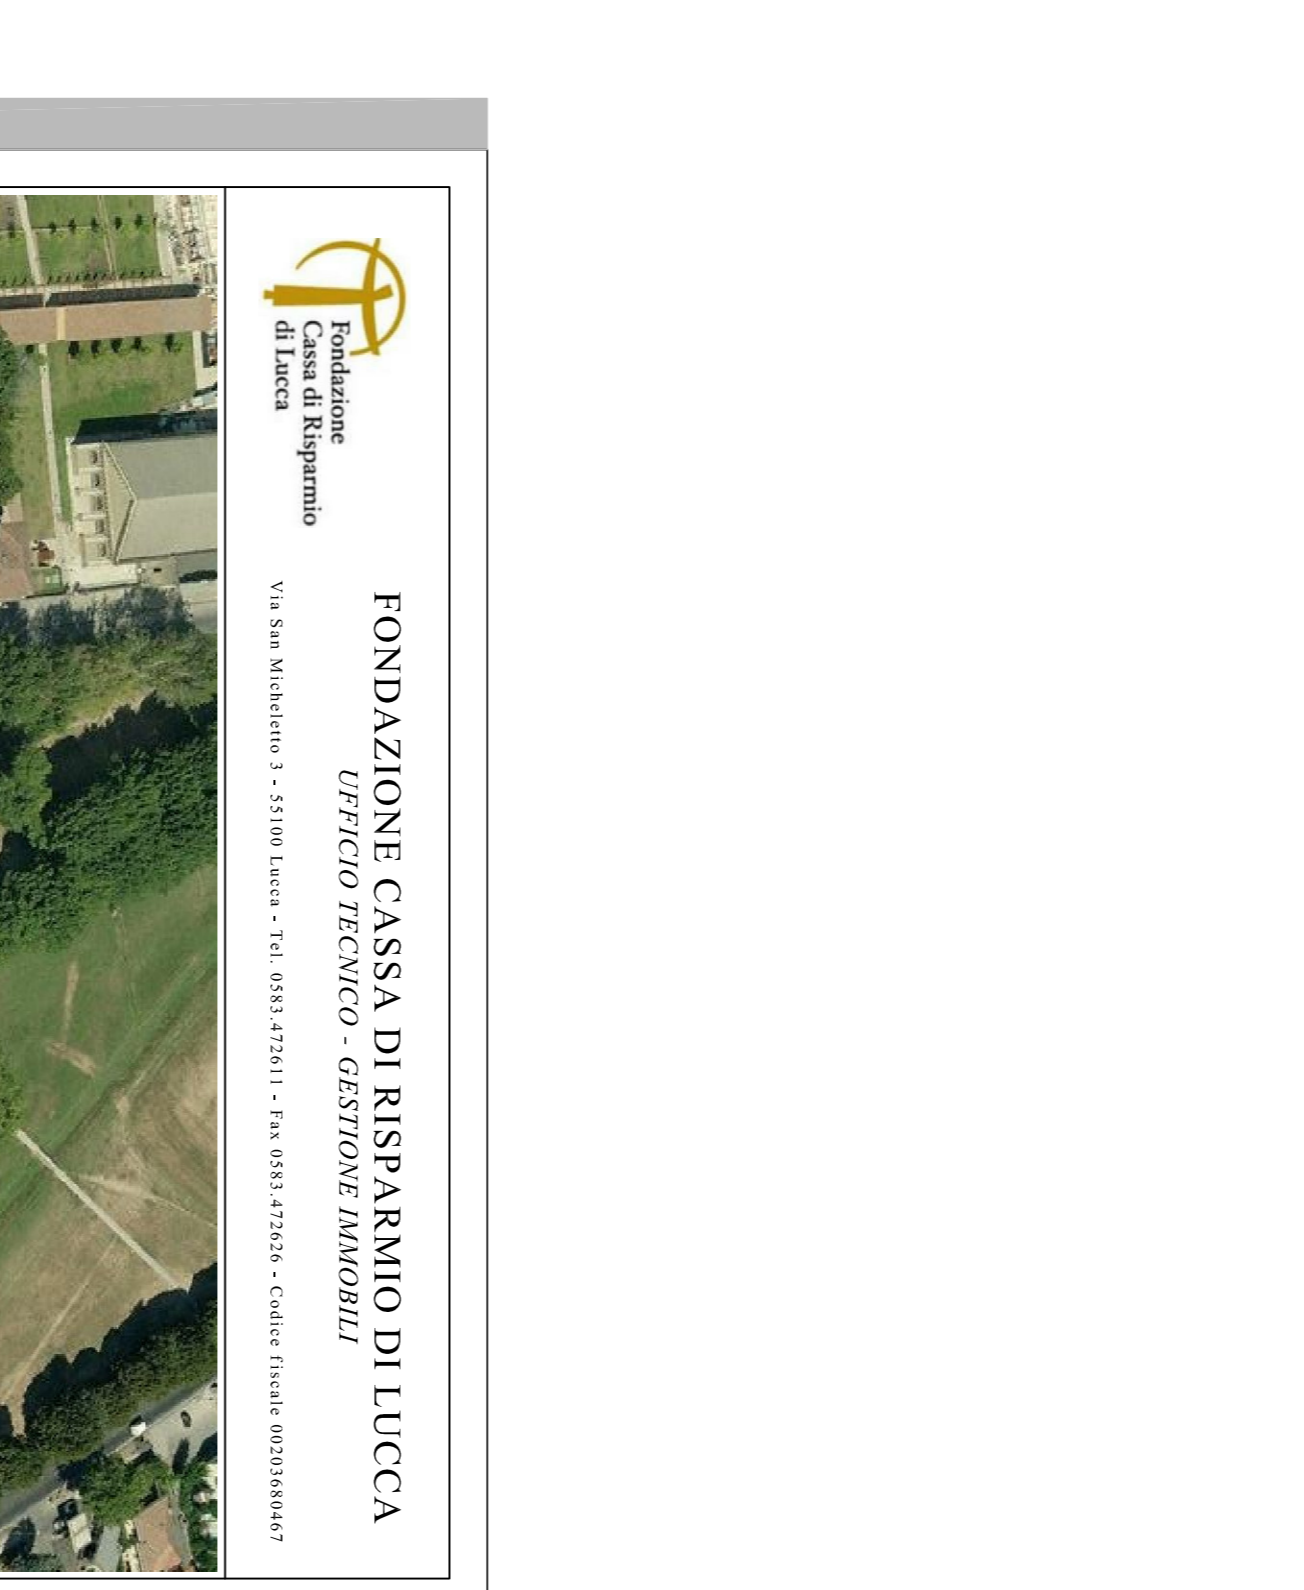 Fondazione
Cassa di Risparmio
di Lucca
FONDAZIONE CASSA DI RISPARMIO DI LUCCA
UFFICIO TECNICO - GESTIONE IMMOBILI
Via San Micheletto 3 - 55100 Lucca - Tel. 0583.472611 - Fax 0583.472626 - Codice fiscale 00203680467